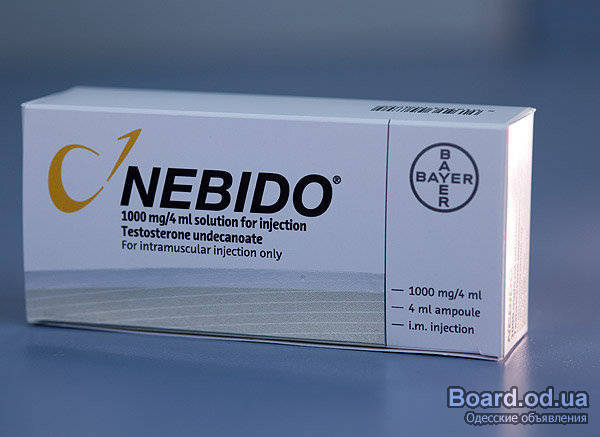 NEBIDO®
1000 mg/4 ml solution for injection
Testosterone undecanoate
For intramuscular injection only
BAYER
BAYER
— 1000 mg/4 ml
— 4 ml ampoule
— i.m. injection
Board.od.ua
Одесские объявления